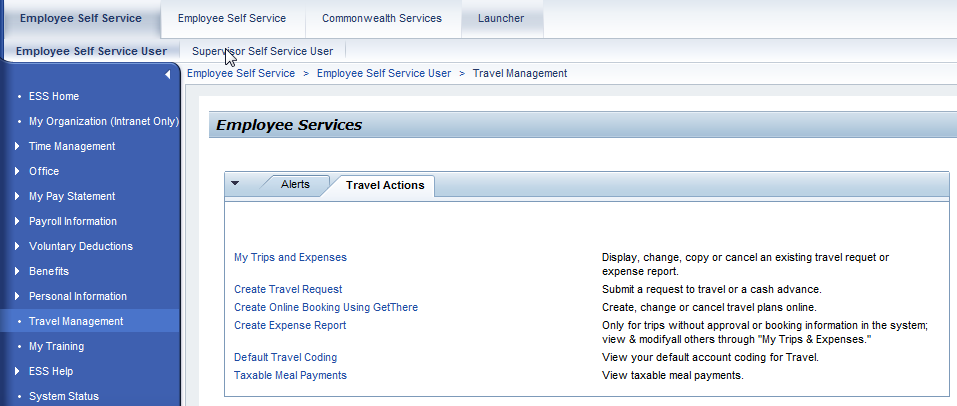 Employee Self Service
Employee Self Service
Commonwealth Services
Launcher
Employee Self Service User
Supervisor Self Service User
Employee Self Service > Employee Self Service User > Travel Management
ESS Home
My Organization (Intranet Only)
Time Management
Office
My Pay Statement
Payroll Information
Voluntary Deductions
Benefits
Personal Information
Travel Management
My Training
ESS Help
System Status
Employee Services
Alerts
Travel Actions
My Trips and Expenses
Display, change, copy or cancel an existing travel requet or
expense report.
Create Travel Request
Submit a request to travel or a cash advance.
Create Online Booking Using GetThere
Create, change or cancel travel plans online.
Create Expense Report
Only for trips without approval or booking information in the system;
view & modifyall others through "My Trips & Expenses."
Default Travel Coding
View your default account coding for Travel.
Taxable Meal Payments
View taxable meal payments.